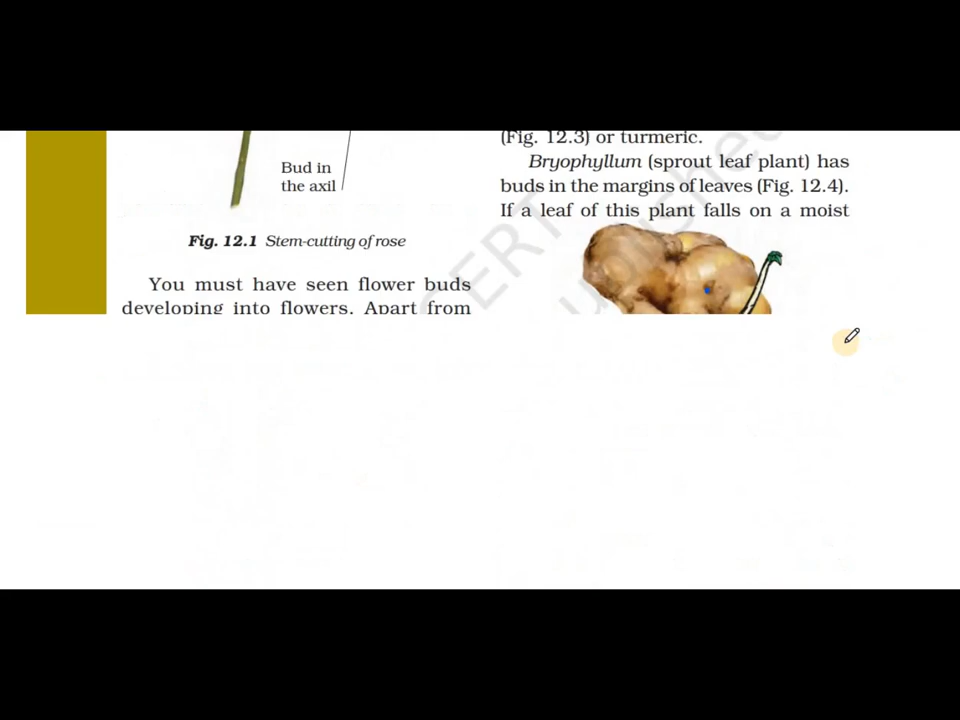 Bud in
the axil
Fig. 12.1 Stem-cutting of rose
You must have seen flower buds
developing into flowers. Apart from
(Fig. 12.3) or turmeric.
Bryophyllum (sprout leaf plant) has
buds in the margins of leaves (Fig. 12.4).
If a leaf of this plant falls on a moist